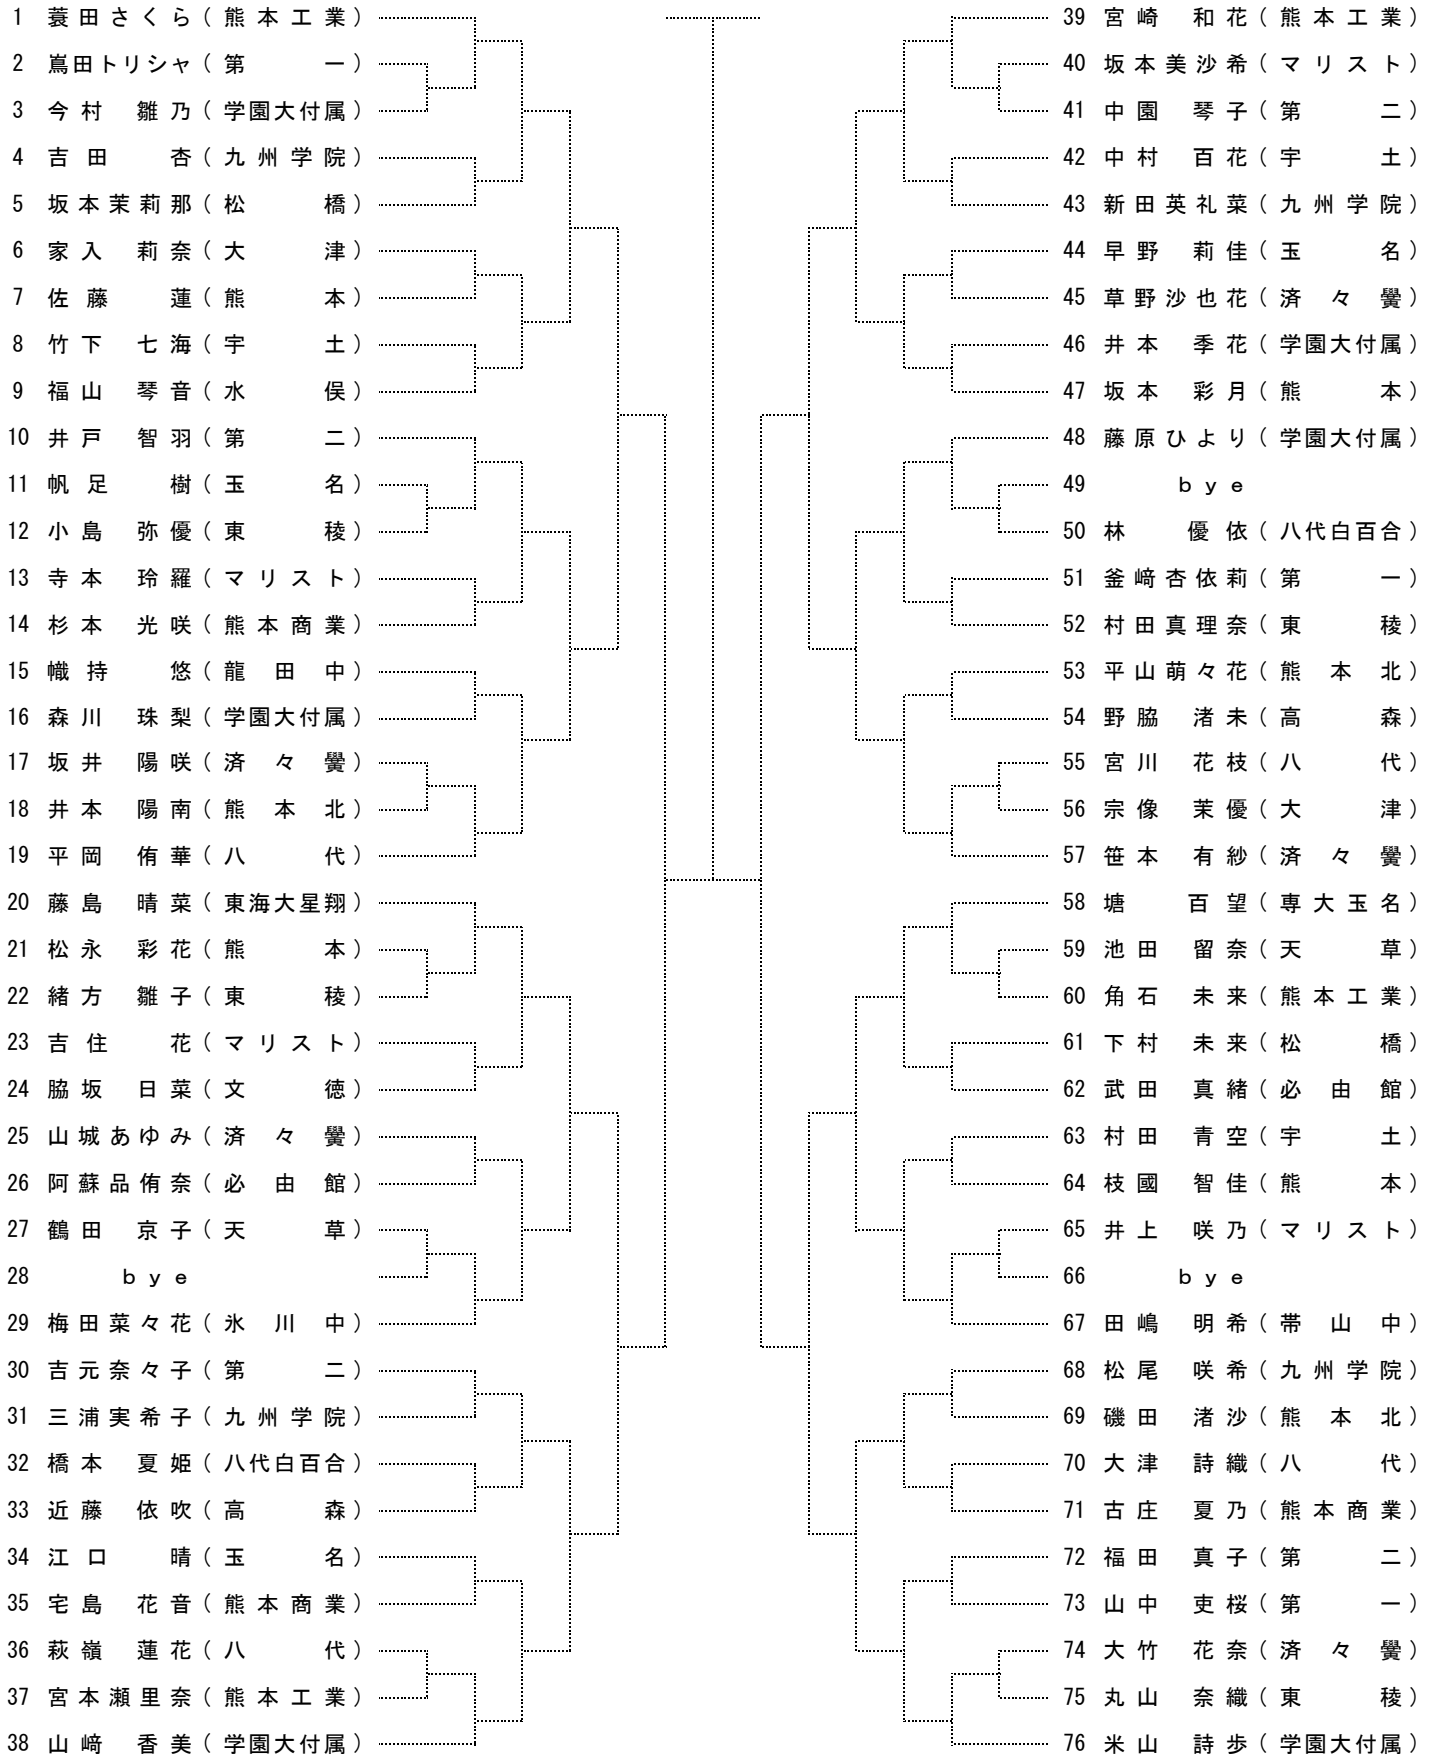 1 蓑田さくら（熊本工業）
2 嶌田トリシャ（第一）
3 今村 雛乃（学園大付属）
4 吉田 杏（九州学院）
5 坂本茉莉那（松橋）
6 家入 莉奈（大津）
7 佐藤 蓮（熊本）
8 竹下 七海（宇土）
9 福山 琴音（水俣）
10 井戸 智羽（第二）
11 帆足 樹（玉名）
12 小島 弥優（東稜）
13 寺本 玲羅（マリスト）
14 杉本 光咲（熊本商業）
15 幟持 悠（龍田中）
16 森川 珠梨（学園大付属）
17 坂井 陽咲（済々黌）
18 井本 陽南（熊本北）
19 平岡 侑華（八代）
20 藤島 晴菜（東海大星翔）
21 松永 彩花（熊本）
22 緒方 雛子（東稜）
23 吉住 花（マリスト）
24 脇坂 日菜（文徳）
25 山城あゆみ（済々黌）
26 阿蘇品侑奈（必由館）
27 鶴田 京子（天草）
28 ｂｙｅ
29 梅田菜々花（氷川中）
30 吉元奈々子（第二）
31 三浦実希子（九州学院）
32 橋本 夏姫（八代白百合）
33 近藤 依吹（高森）
34 江口 晴（玉名）
35 宅島 花音（熊本商業）
36 萩嶺 蓮花（八代）
37 宮本瀬里奈（熊本工業）
38 山﨑 香美（学園大付属）
39 宮崎 和花（熊本工業）
40 坂本美沙希（マリスト）
41 中園 琴子（第二）
42 中村 百花（宇土）
43 新田英礼菜（九州学院）
44 早野 莉佳（玉名）
45 草野沙也花（済々黌）
46 井本 季花（学園大付属）
47 坂本 彩月（熊本）
48 藤原ひより（学園大付属）
49 ｂｙｅ
50 林 優依（八代白百合）
51 釜﨑杏依莉（第一）
52 村田真理奈（東稜）
53 平山萌々花（熊本北）
54 野脇 渚未（高森）
55 宮川 花枝（八代）
56 宗像 茉優（大津）
57 笹本 有紗（済々黌）
58 塘 百望（専大玉名）
59 池田 留奈（天草）
60 角石 未来（熊本工業）
61 下村 未来（松橋）
62 武田 真緒（必由館）
63 村田 青空（宇土）
64 枝國 智佳（熊本）
65 井上 咲乃（マリスト）
66 ｂｙｅ
67 田嶋 明希（帯山中）
68 松尾 咲希（九州学院）
69 磯田 渚沙（熊本北）
70 大津 詩織（八代）
71 古庄 夏乃（熊本商業）
72 福田 真子（第二）
73 山中 吏桜（第一）
74 大竹 花奈（済々黌）
75 丸山 奈織（東稜）
76 米山 詩歩（学園大付属）